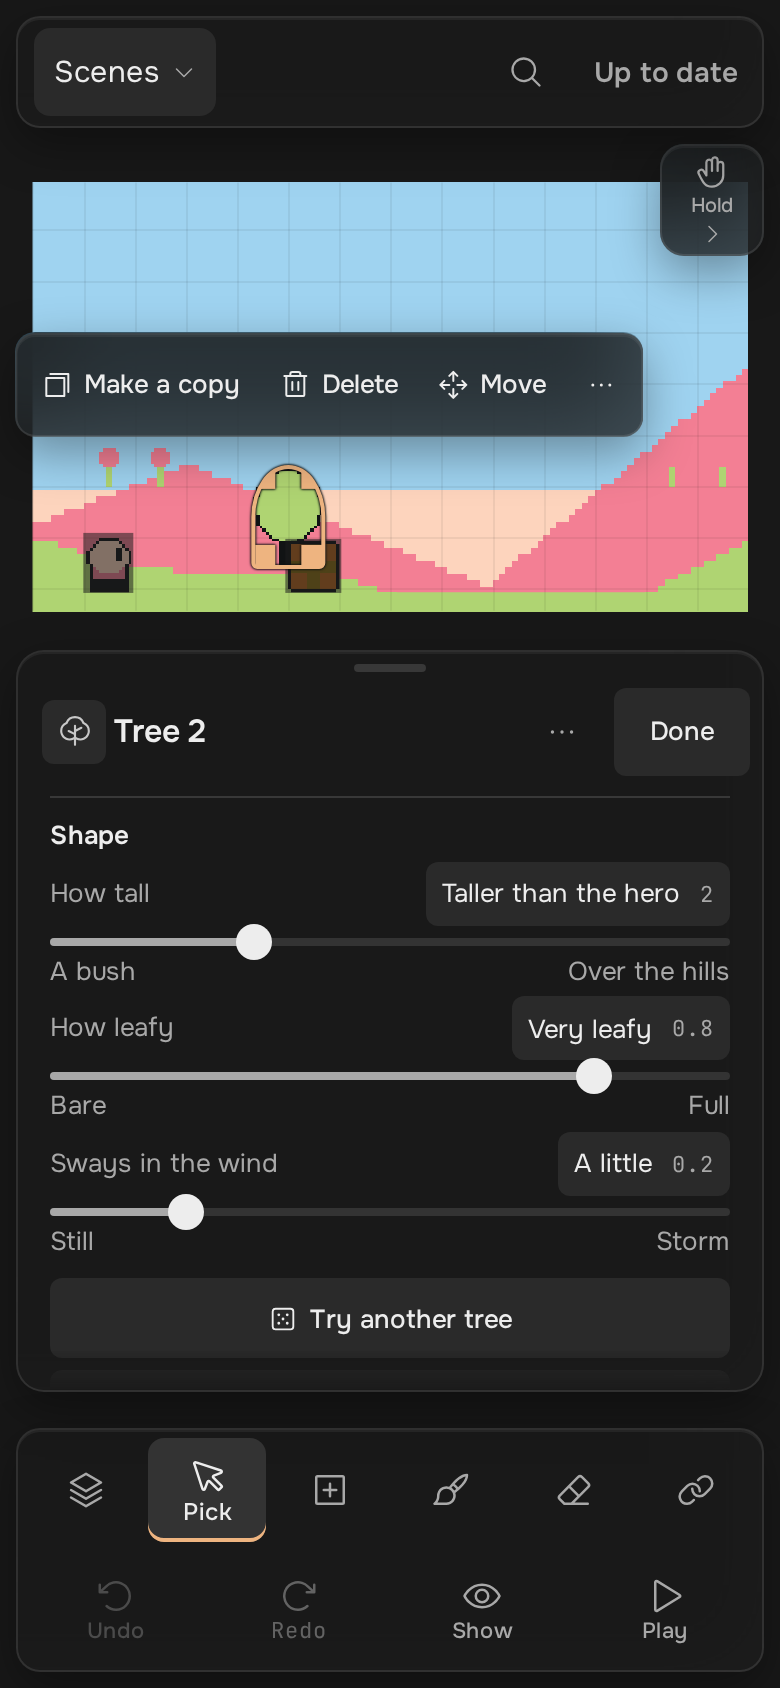 Scenes
Up to date
Hold
Make a copy Delete Move ...
Tree 2 ... Done
Shape
How tall Taller than the hero 2
A bush Over the hills
How leafy Very leafy 0.8
Bare Full
Sways in the wind A little 0.2
Still Storm
Try another tree
Pick
Undo Redo Show Play